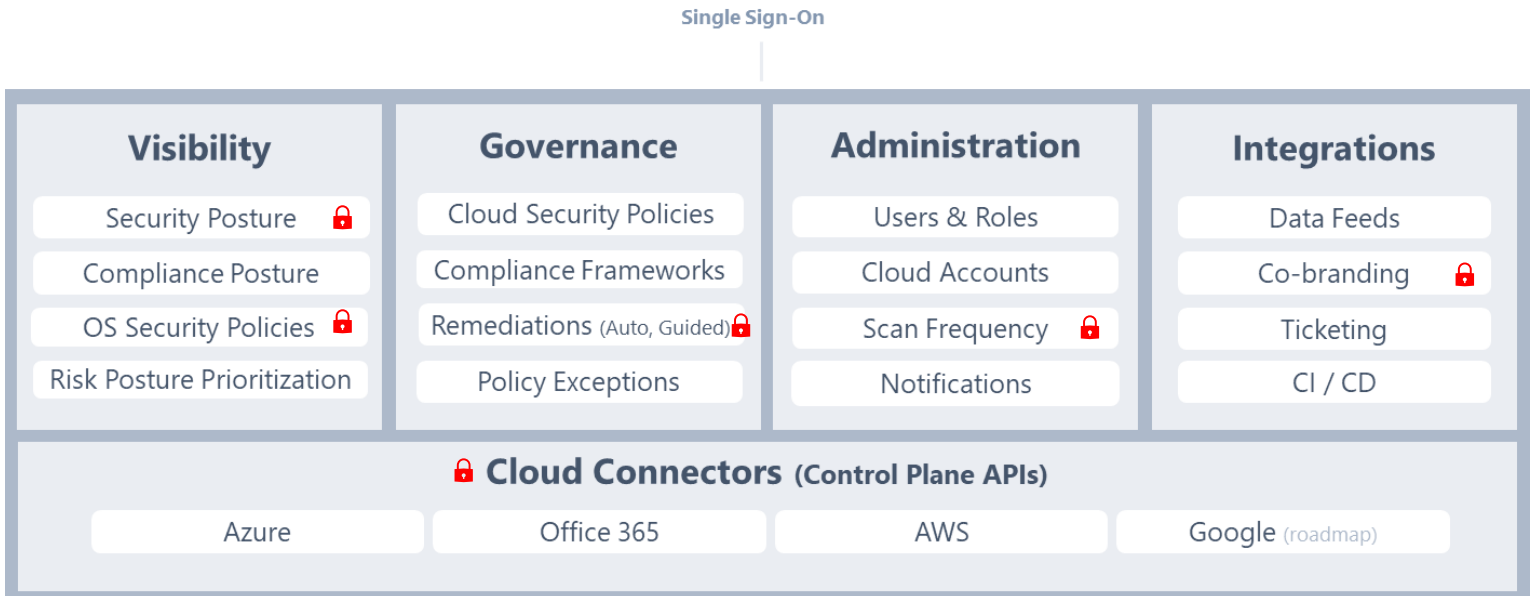 Single Sign-On
Visibility
Security Posture
Compliance Posture
OS Security Policies
Risk Posture Prioritization
Governance
Cloud Security Policies
Compliance Frameworks
Remediations (Auto, Guided)
Policy Exceptions
Administration
Users & Roles
Cloud Accounts
Scan Frequency
Notifications
Integrations
Data Feeds
Co-branding
Ticketing
CI / CD
Cloud Connectors (Control Plane APIs)
Azure
Office 365
AWS
Google (roadmap)